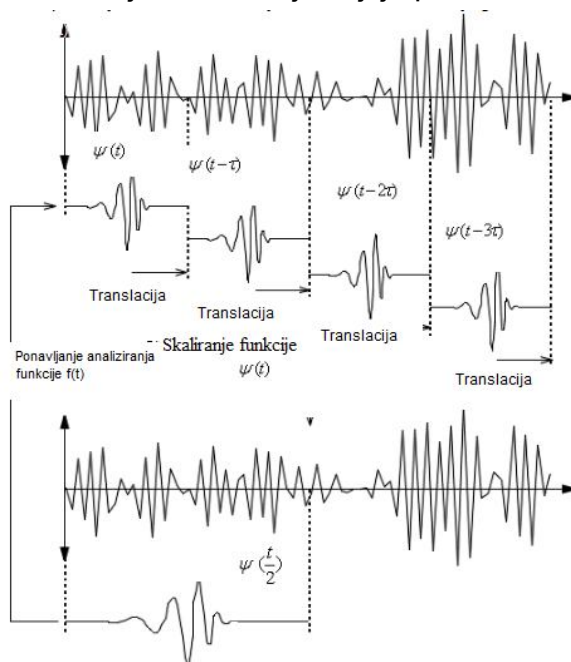 ψ(t)
ψ(t−τ)
ψ(t−2τ)
ψ(t−3τ)
Translacija
Translacija
Translacija
Translacija
Skaliranje funkcije
ψ(t)
Ponavljanje analiziranja
funkcije f(t)
ψ(t/2)